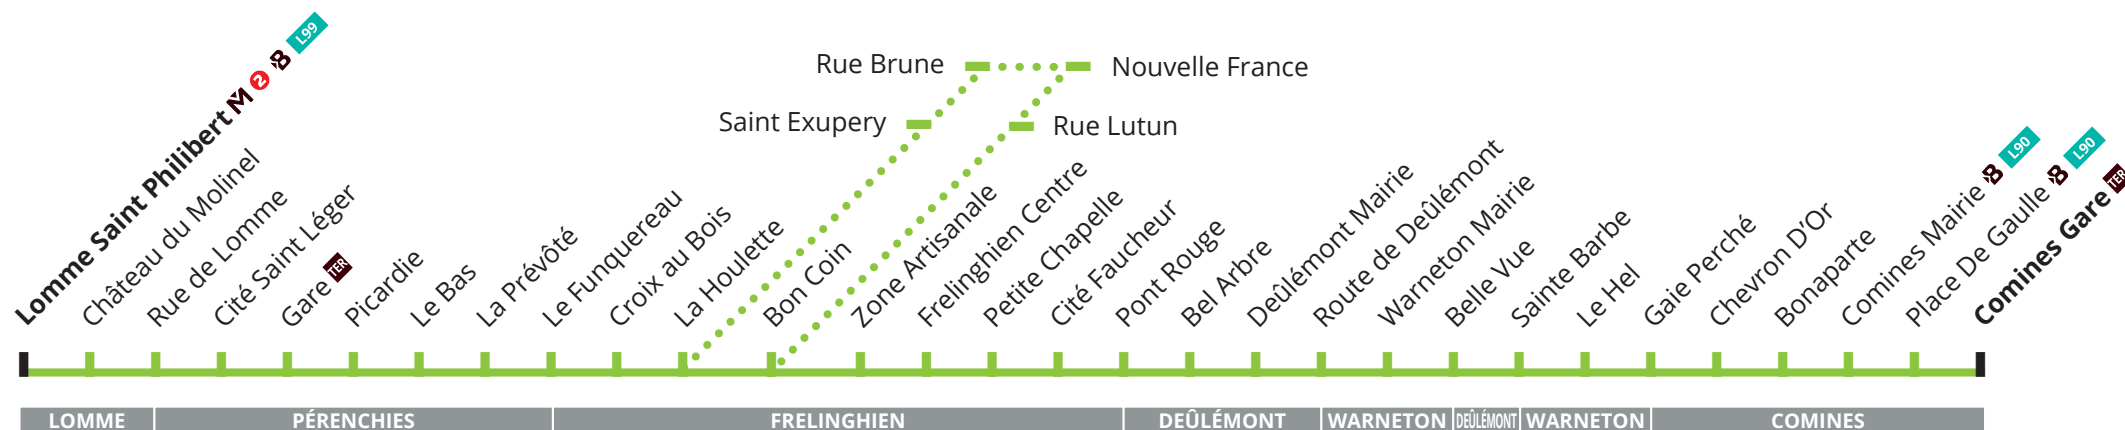 Lomme Saint Philibert M 2 B L99
Château du Molinel
Rue de Lomme
Cité Saint Léger
Gare TER
Picardie
Le Bas
La Prévôté
Le Funquereau
Croix au Bois
La Houlette
Saint Exupery
Rue Brune
Nouvelle France
Rue Lutun
Bon Coin
Zone Artisanale
Frelinghien Centre
Petite Chapelle
Cité Faucheur
Pont Rouge
Bel Arbre
Deûlémont Mairie
Route de Deûlémont
Warneton Mairie
Belle Vue
Sainte Barbe
Le Hel
Gaie Perché
Chevron D'Or
Bonaparte
Comines Mairie B L90
Place De Gaulle B L90
Comines Gare TER
LOMME PÉRENCHIES FRELINGHIEN DEÛLÉMONT WARNETON DEÛLÉMONT WARNETON COMINES